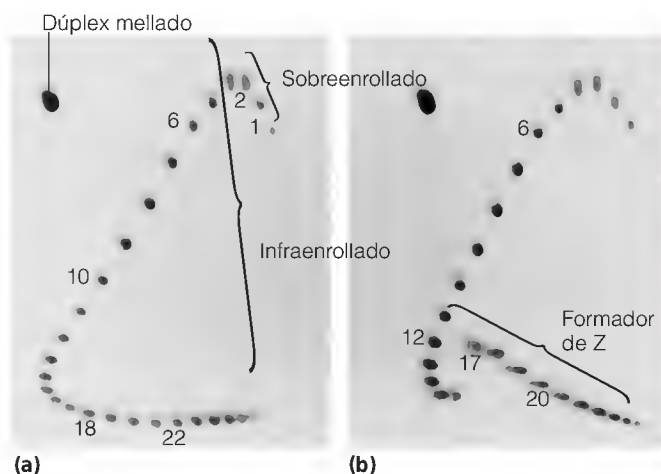 Dúplex mellado
Sobreenrollado
2
1
6
Infraenrollado
10
18
22
(a)
6
Formador
de Z
12
17
20
(b)